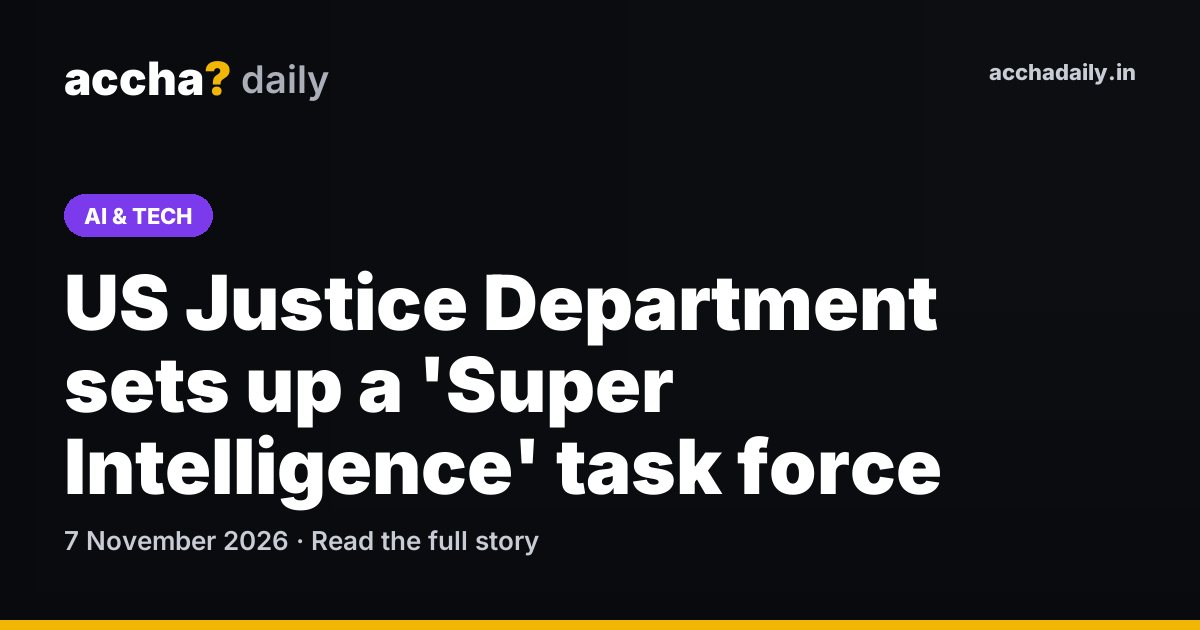 accha? daily
acchadaily.in
AI & TECH
US Justice Department
sets up a 'Super
Intelligence' task force
7 November 2026 · Read the full story